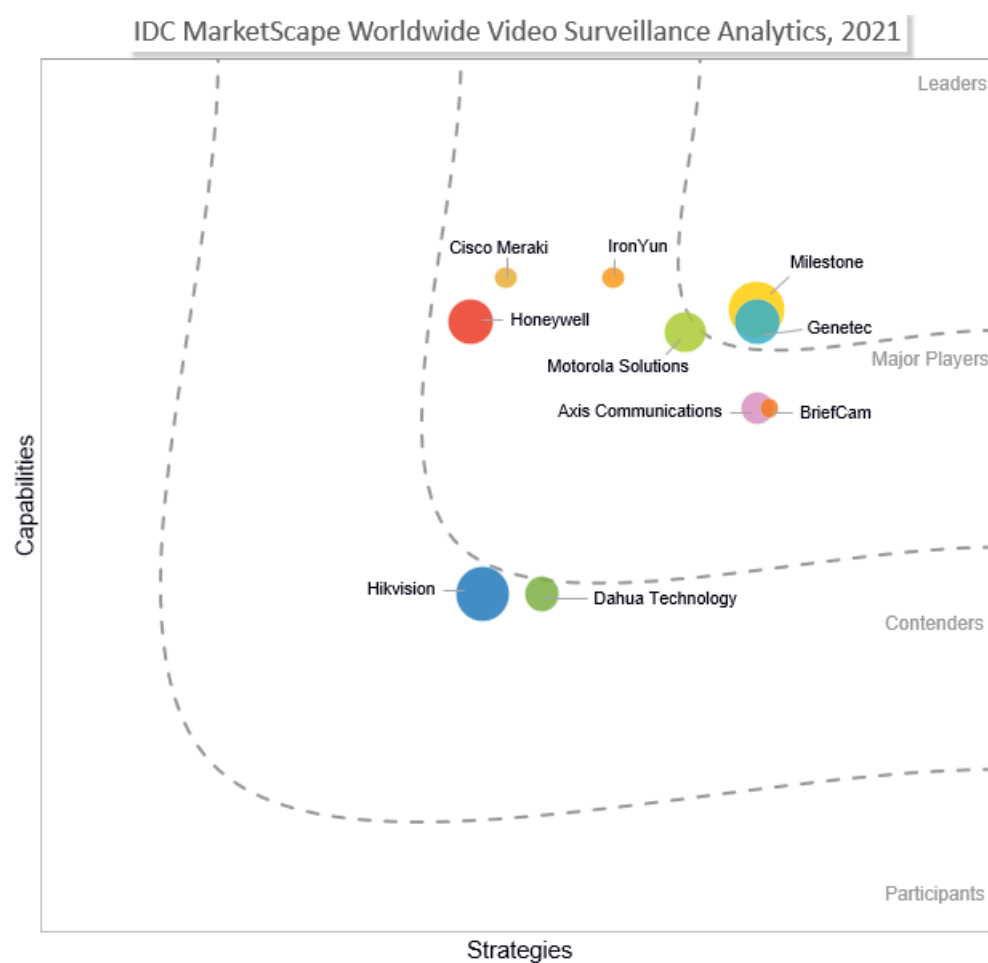 IDC MarketScape Worldwide Video Surveillance Analytics, 2021
Leaders
Cisco Meraki
IronYun
Milestone
Honeywell
Genetec
Motorola Solutions
Major Players
Axis Communications
BriefCam
Capabilities
Hikvision
Dahua Technology
Contenders
Participants
Strategies